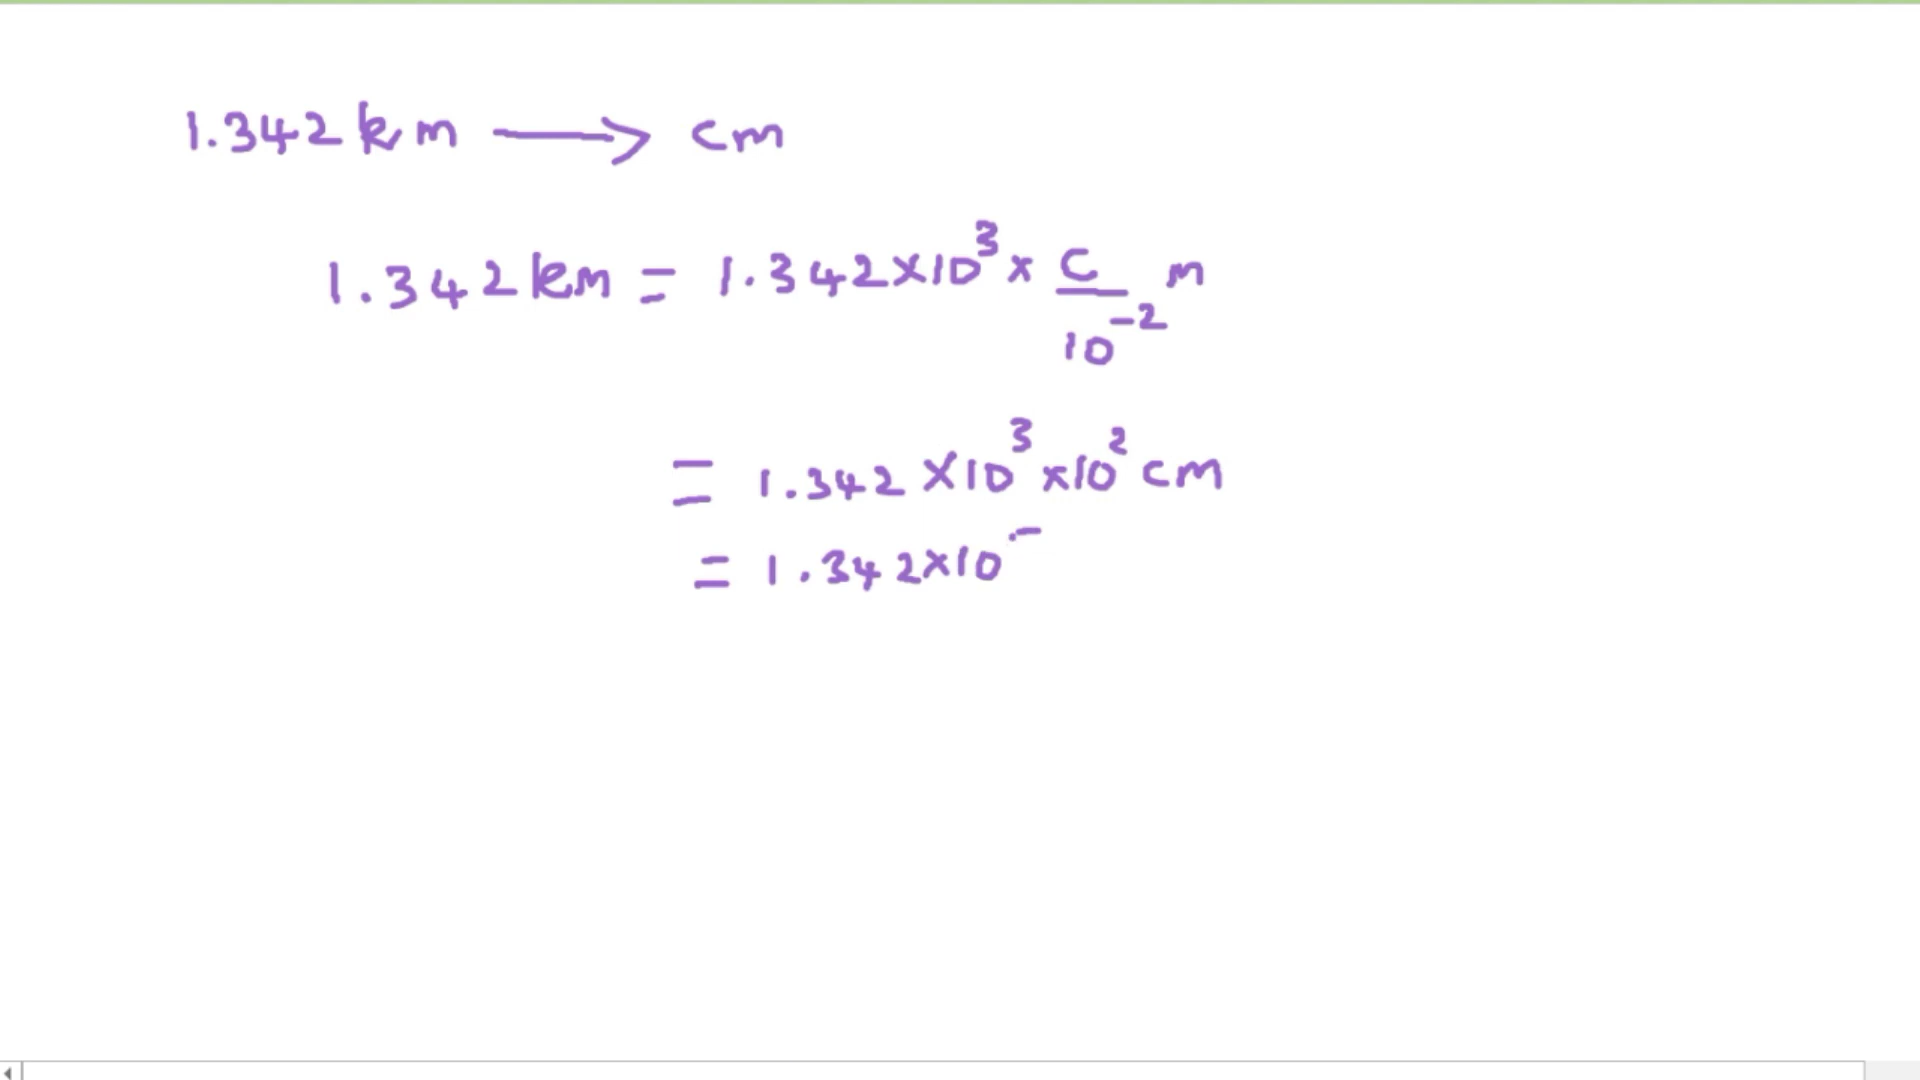 1.342 km ⟶ cm
1.342 km = 1.342 × 10³ × c/10⁻² m
= 1.342 × 10³ × 10² cm
= 1.342 × 10